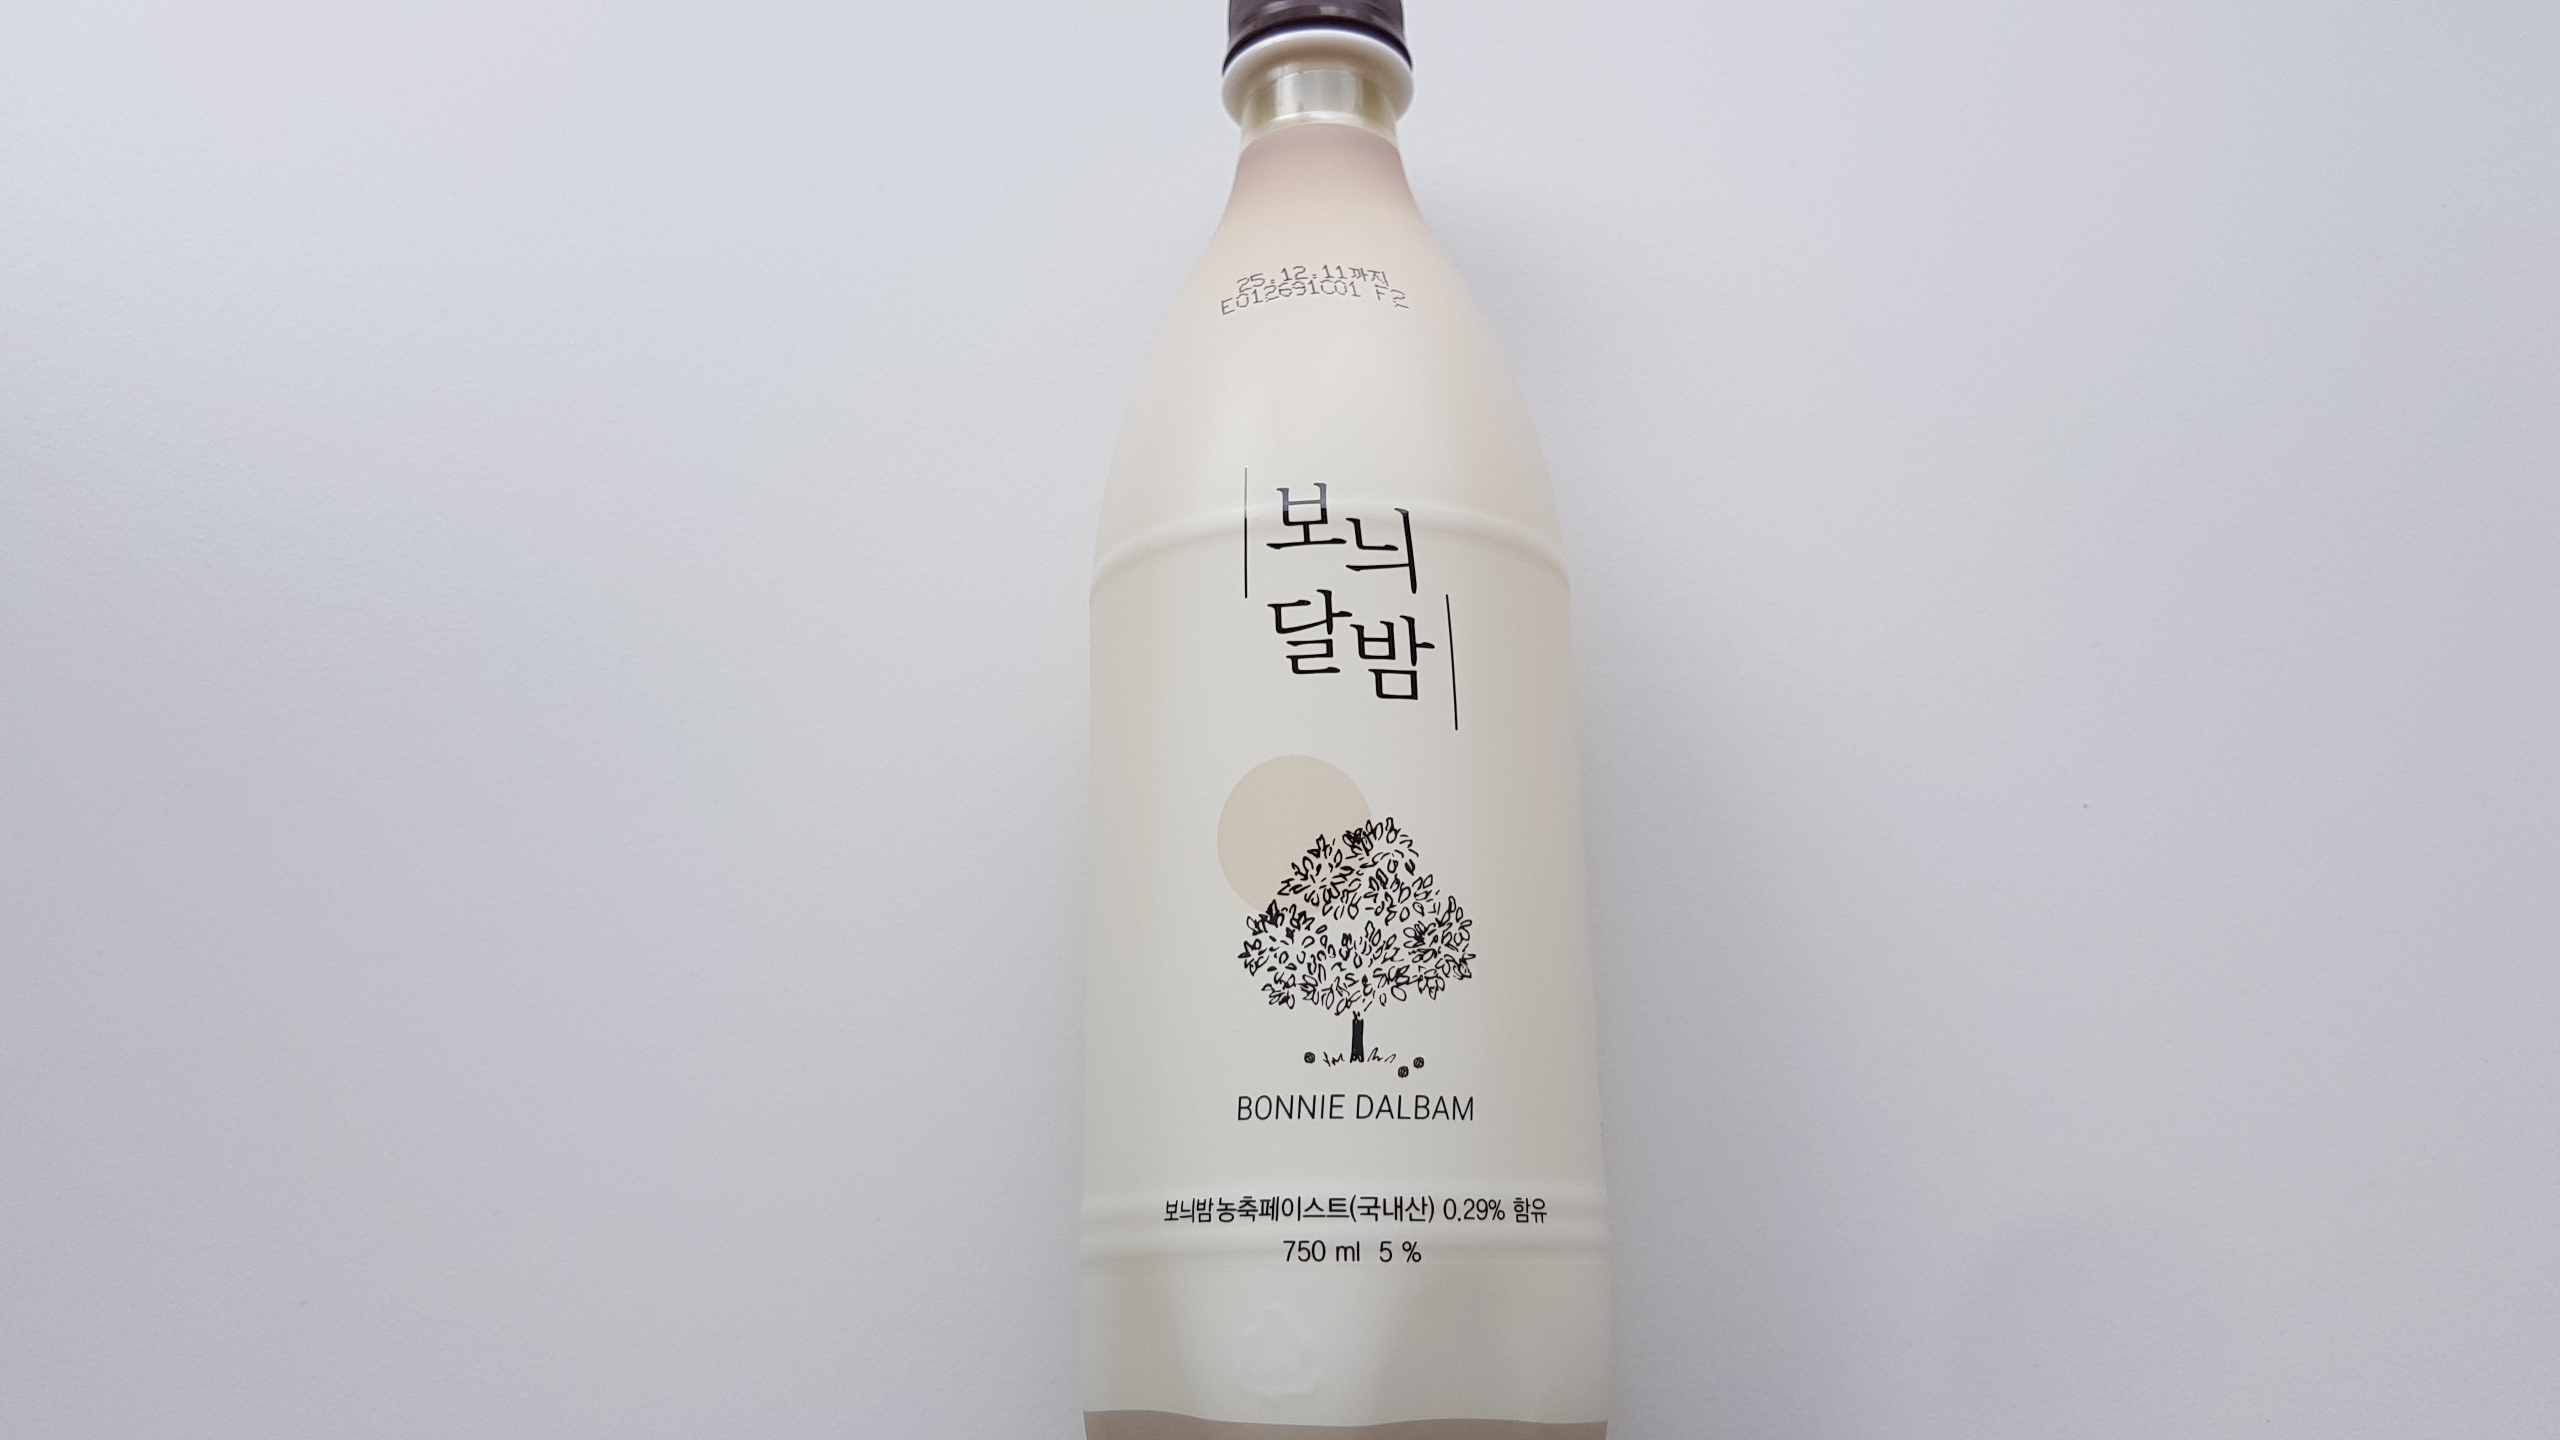 25.12.11까지
E012691001 F2
보늬
달밤
BONNIE DALBAM
보늬밤농축페이스트(국내산) 0.29% 함유
750 ml 5 %